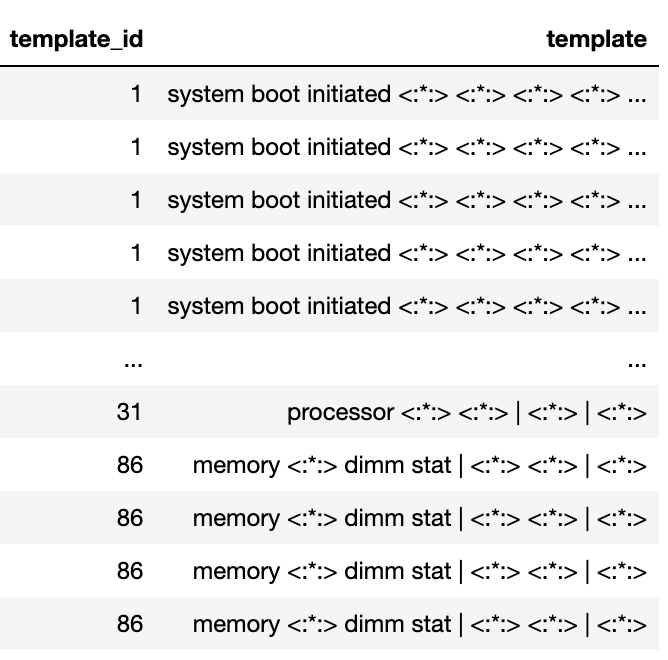 template_id template
1 system boot initiated <:*:> <:*:> <:*:> <:*:> ...
1 system boot initiated <:*:> <:*:> <:*:> <:*:> ...
1 system boot initiated <:*:> <:*:> <:*:> <:*:> ...
1 system boot initiated <:*:> <:*:> <:*:> <:*:> ...
1 system boot initiated <:*:> <:*:> <:*:> <:*:> ...
... ...
31 processor <:*:> <:*:> | <:*:> | <:*:>
86 memory <:*:> dimm stat | <:*:> <:*:> | <:*:>
86 memory <:*:> dimm stat | <:*:> <:*:> | <:*:>
86 memory <:*:> dimm stat | <:*:> <:*:> | <:*:>
86 memory <:*:> dimm stat | <:*:> <:*:> | <:*:>